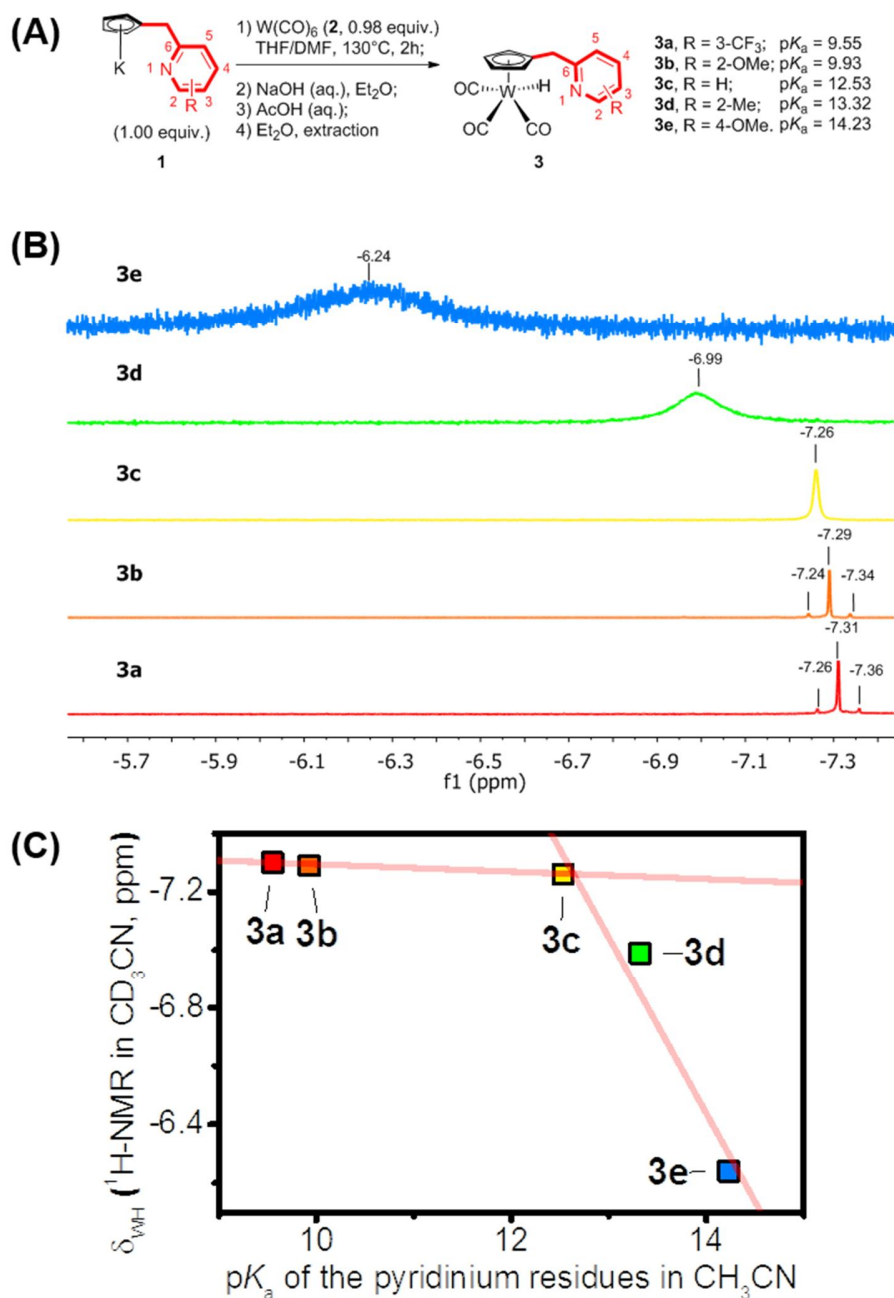 (A)
K
6
5
N
1
4
2
3
R
(1.00 equiv.)
1
1) W(CO)6 (2, 0.98 equiv.)
THF/DMF, 130°C, 2h;
2) NaOH (aq.), Et2O;
3) AcOH (aq.);
4) Et2O, extraction
OC
W
H
CO
CO
6
5
N
1
4
2
3
R
3
3a, R = 3-CF3; pKa = 9.55
3b, R = 2-OMe; pKa = 9.93
3c, R = H; pKa = 12.53
3d, R = 2-Me; pKa = 13.32
3e, R = 4-OMe. pKa = 14.23
(B)
3e
-6.24
3d
-6.99
3c
-7.26
3b
-7.24
-7.29
-7.34
3a
-7.26
-7.31
-7.36
-5.7 -5.9 -6.1 -6.3 -6.5 -6.7 -6.9 -7.1 -7.3
f1 (ppm)
(C)
δWH (1H-NMR in CD3CN, ppm)
-7.2
-6.8
-6.4
3a
3b
3c
3d
3e
10 12 14
pKa of the pyridinium residues in CH3CN